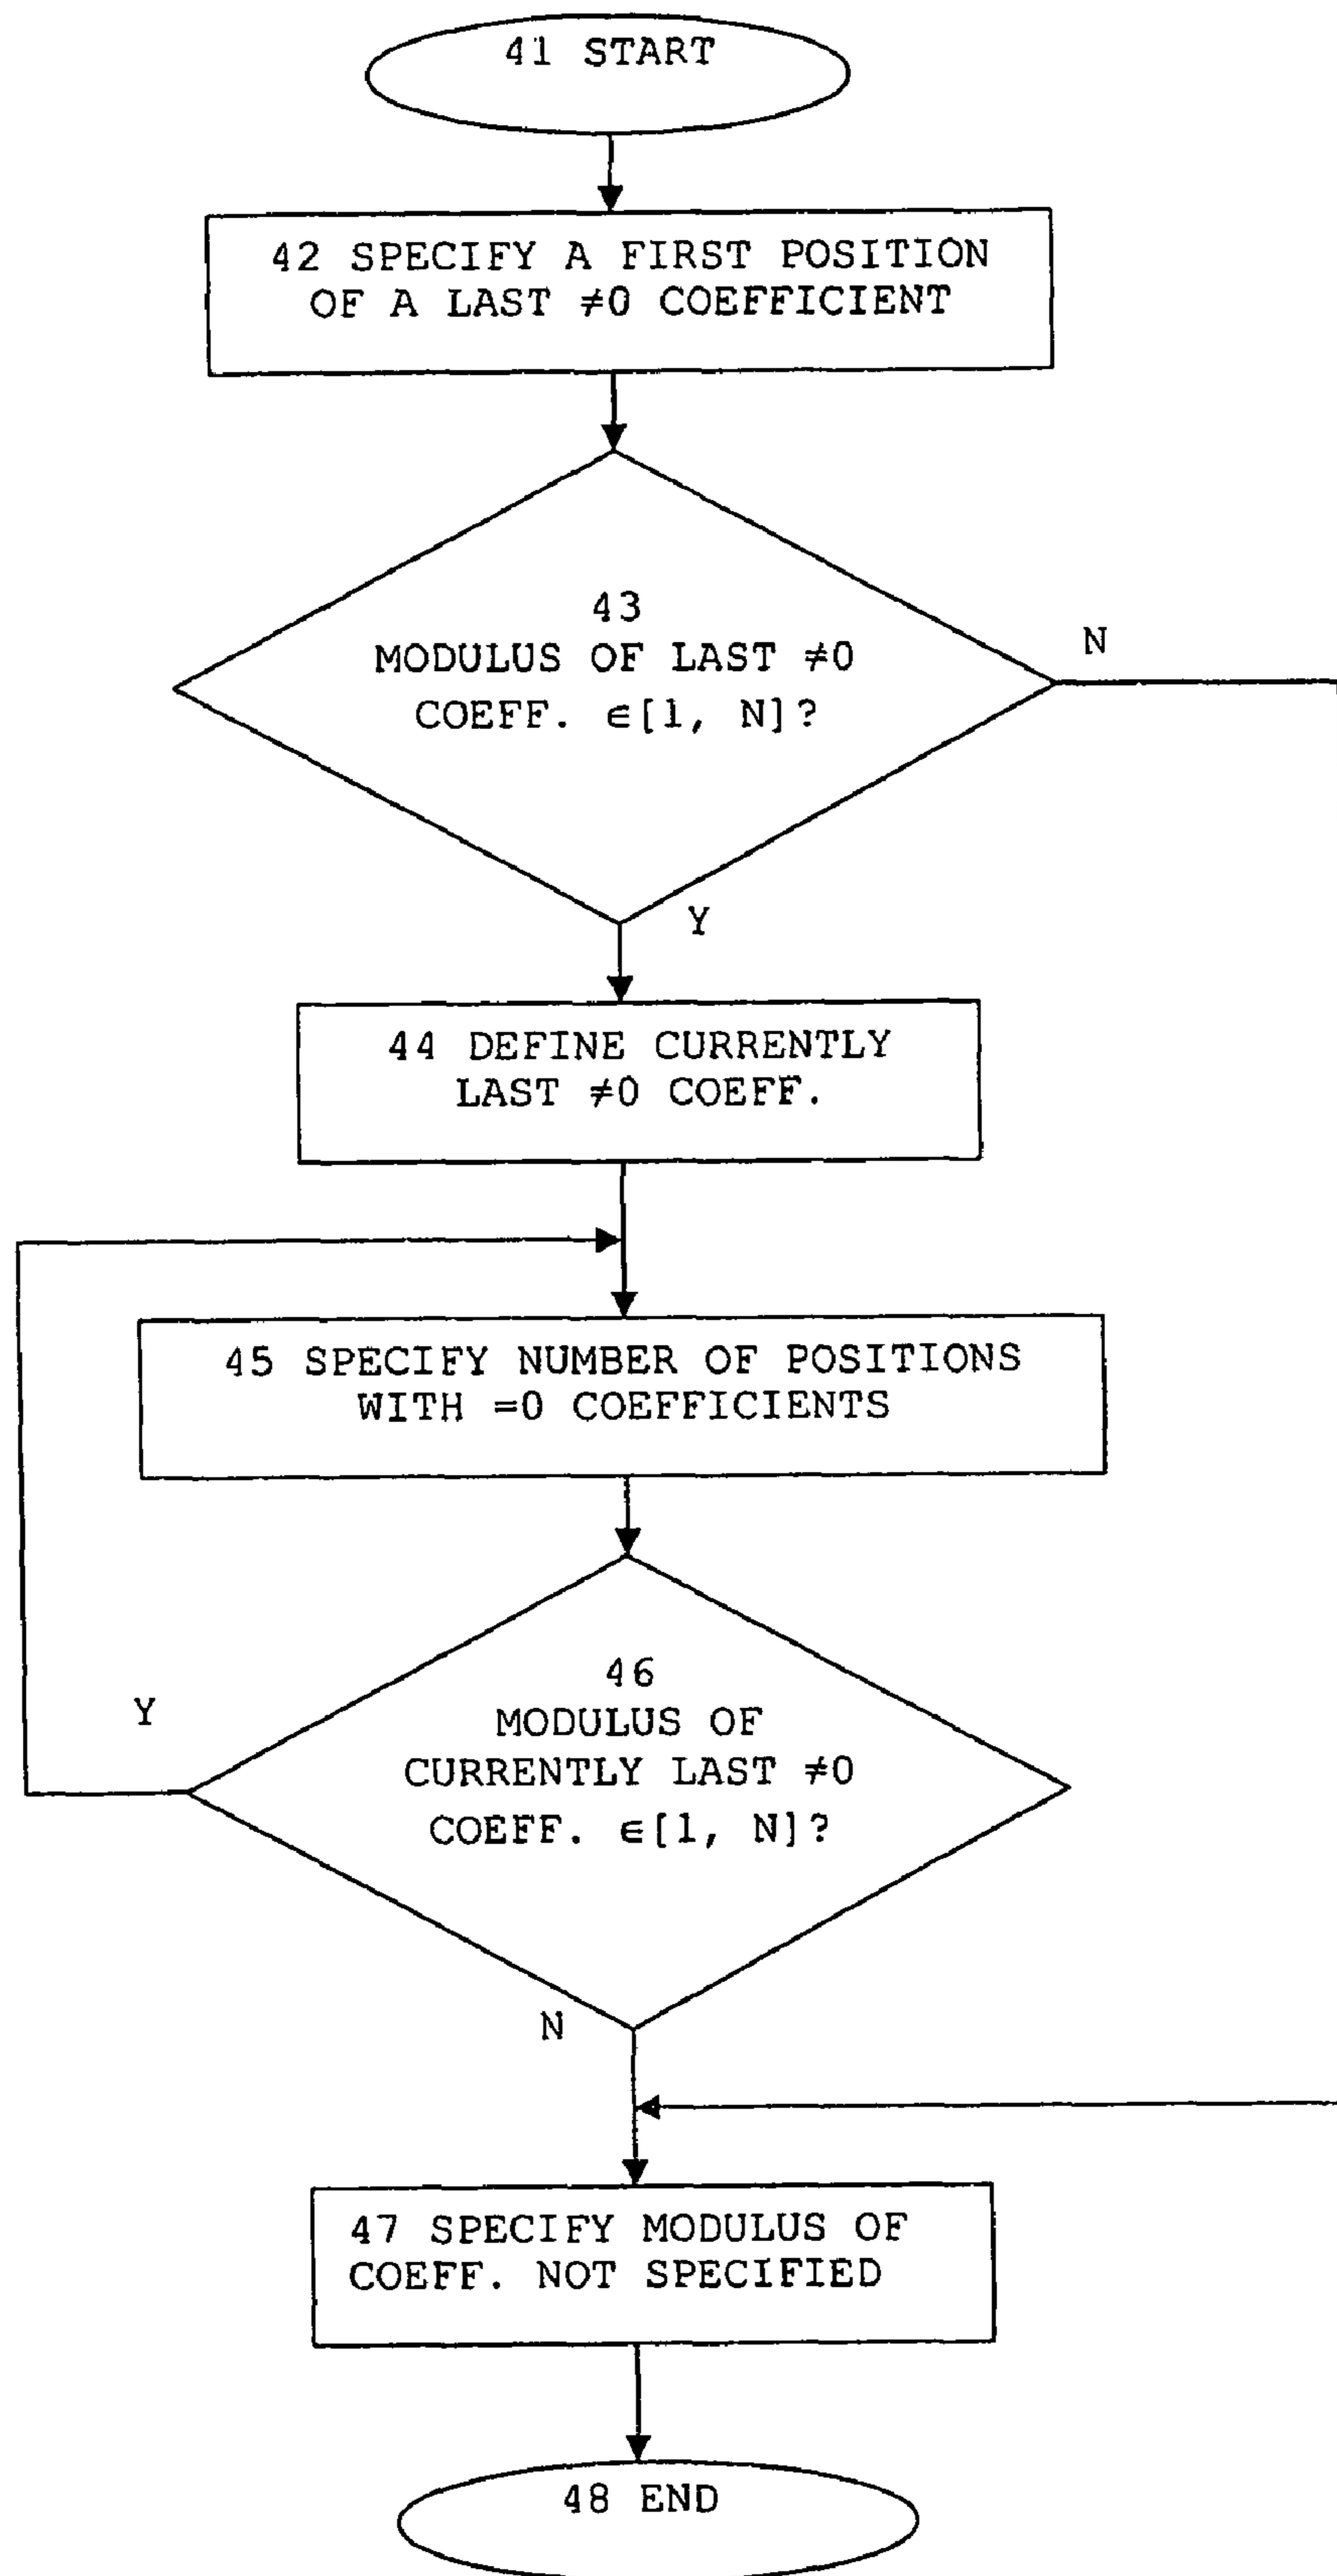 41 START
42 SPECIFY A FIRST POSITION
OF A LAST ≠0 COEFFICIENT
43
MODULUS OF LAST ≠0
COEFF. ∈[1, N]?
N
Y
44 DEFINE CURRENTLY
LAST ≠0 COEFF.
45 SPECIFY NUMBER OF POSITIONS
WITH =0 COEFFICIENTS
46
MODULUS OF
CURRENTLY LAST ≠0
COEFF. ∈[1, N]?
Y
N
47 SPECIFY MODULUS OF
COEFF. NOT SPECIFIED
48 END